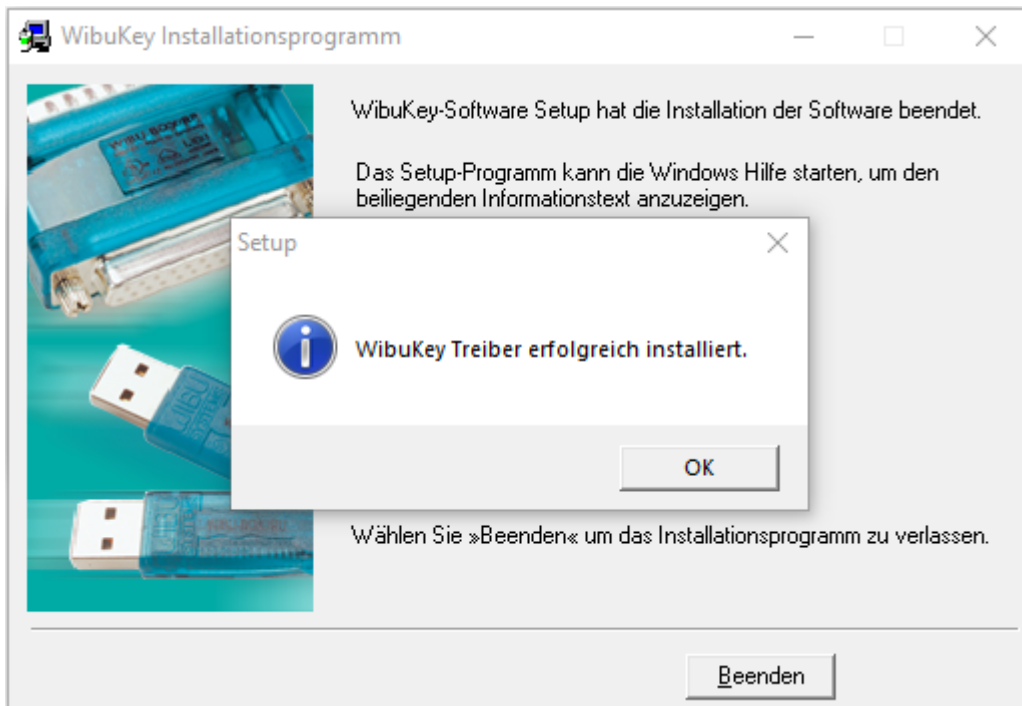 WibuKey Installationsprogramm
WibuKey-Software Setup hat die Installation der Software beendet.
Das Setup-Programm kann die Windows Hilfe starten, um den
beiliegenden Informationstext anzuzeigen.
Setup
WibuKey Treiber erfolgreich installiert.
OK
Wählen Sie »Beenden« um das Installationsprogramm zu verlassen.
Beenden
WIBU
SYSTEMS